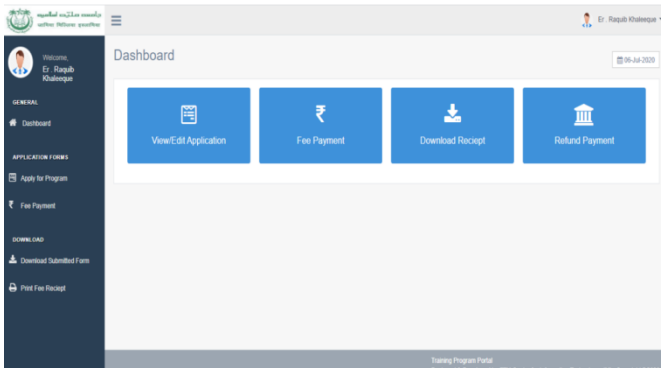 Er . Raquib Khaleeque
Welcome,
Er . Raquib
Khaleeque
Dashboard
06-Jul-2020
GENERAL
Dashboard
View/Edit Application
Fee Payment
Download Reciept
Refund Payment
APPLICATION FORMS
Apply for Program
Fee Payment
DOWNLOAD
Download Submitted Form
Print Fee Reciept
Training Program Portal